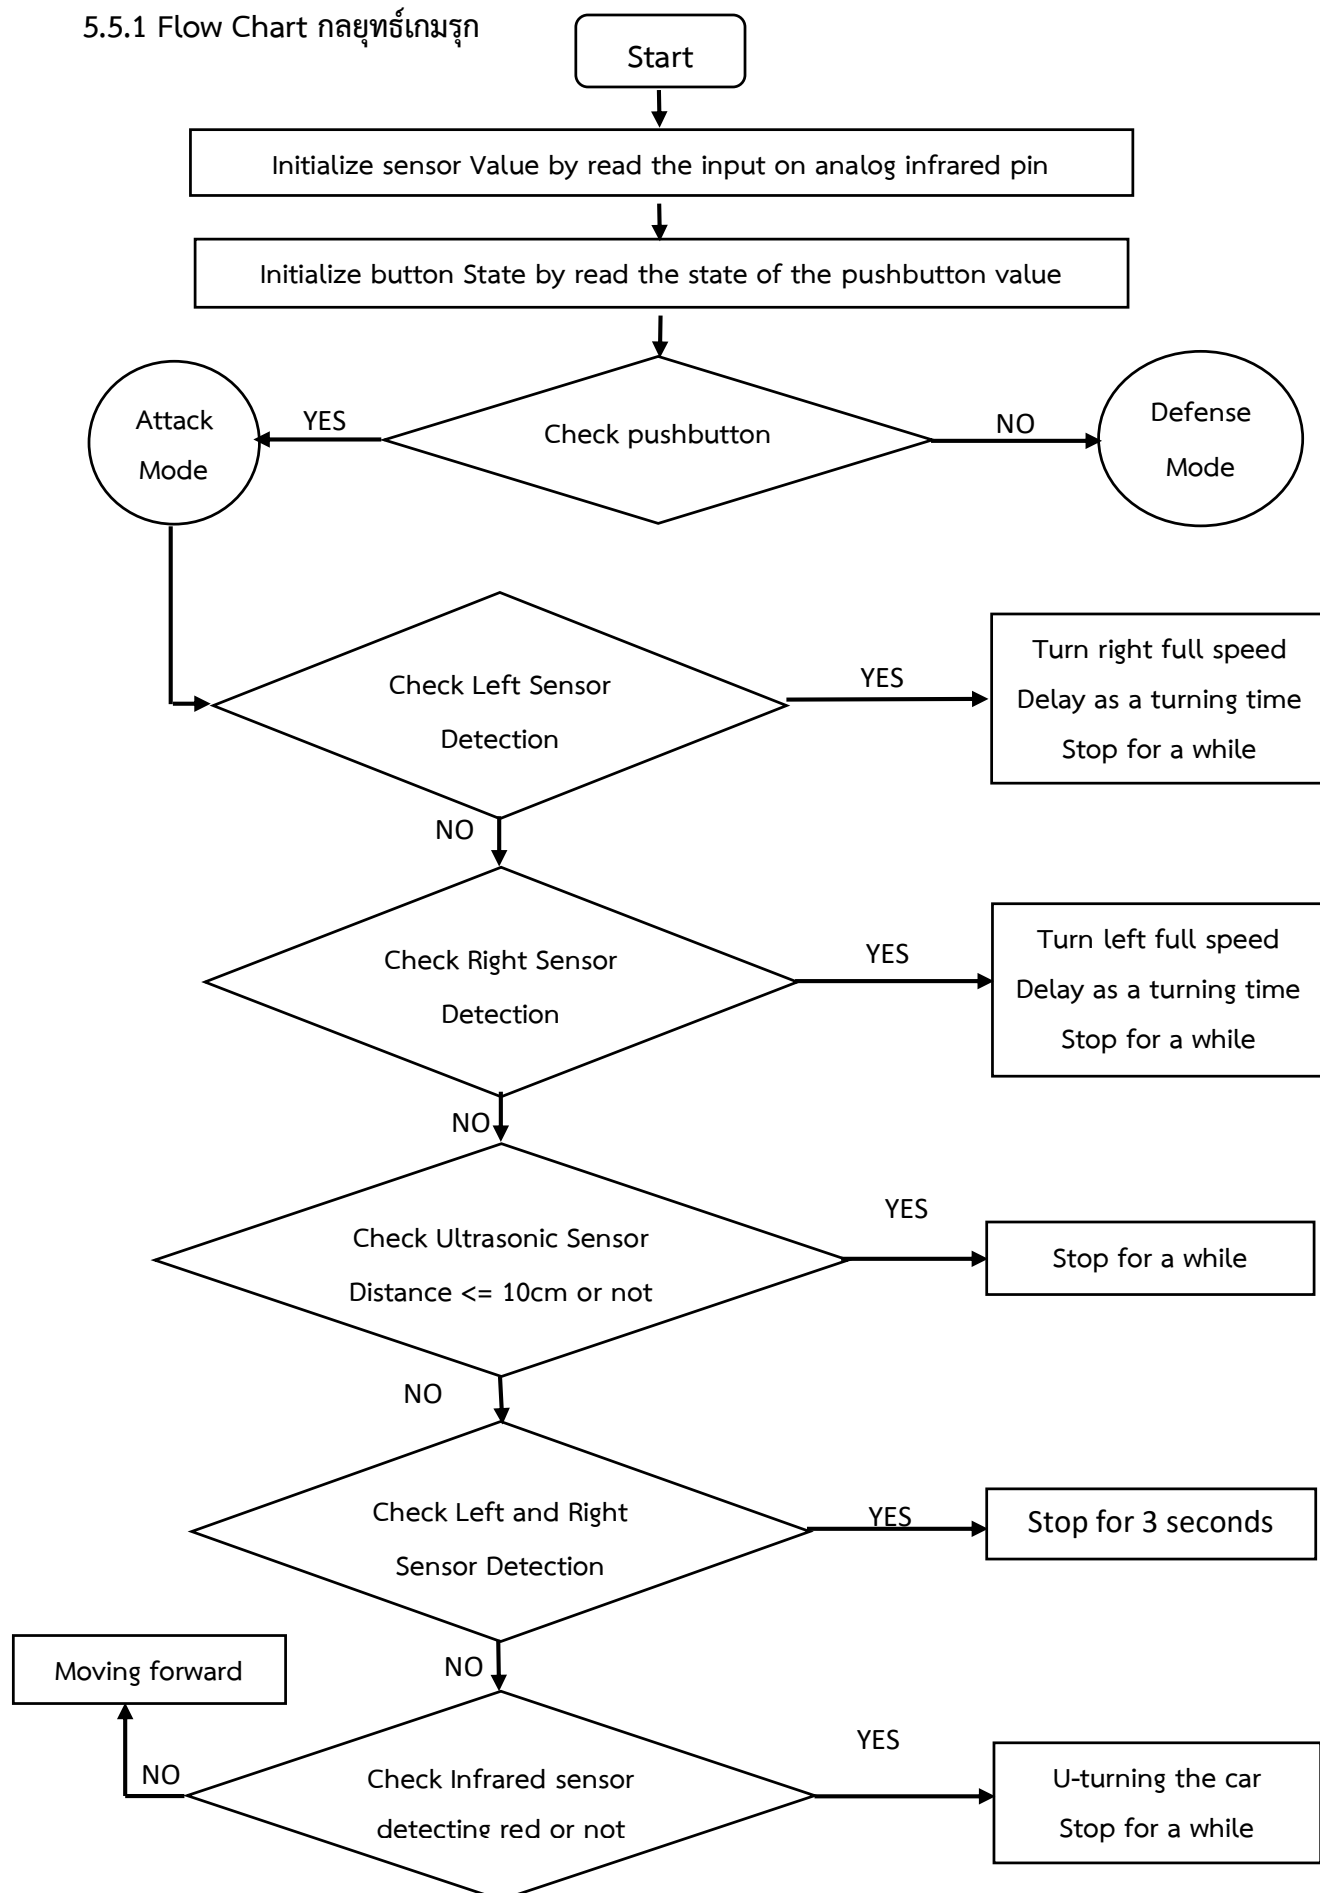 5.5.1 Flow Chart กลยุทธ์เกมรุก
Start
Initialize sensor Value by read the input on analog infrared pin
Initialize button State by read the state of the pushbutton value
Attack
Mode
YES
Check pushbutton
NO
Defense
Mode
Check Left Sensor
Detection
YES
Turn right full speed
Delay as a turning time
Stop for a while
NO
Check Right Sensor
Detection
YES
Turn left full speed
Delay as a turning time
Stop for a while
NO
Check Ultrasonic Sensor
Distance <= 10cm or not
YES
Stop for a while
NO
Check Left and Right
Sensor Detection
YES
Stop for 3 seconds
NO
Moving forward
NO
Check Infrared sensor
detecting red or not
YES
U-turning the car
Stop for a while